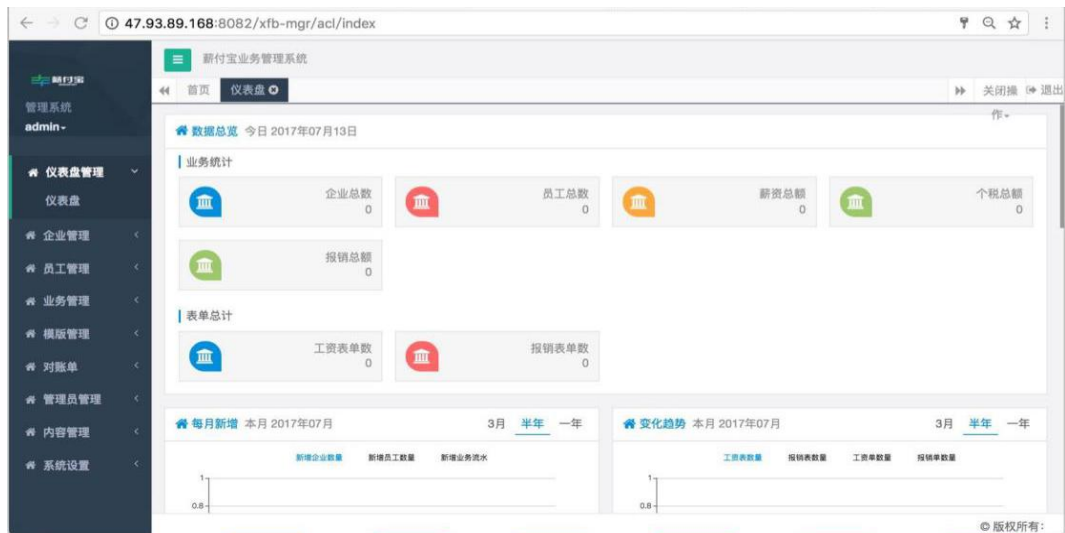 47.93.89.168:8082/xfb-mgr/acl/index
薪付宝业务管理系统
薪付宝
管理系统
admin
首页 仪表盘 关闭操作 退出
仪表盘管理
仪表盘
企业管理
员工管理
业务管理
模版管理
对账单
管理员管理
内容管理
系统设置
数据总览 今日 2017年07月13日
业务统计
企业总数
0
员工总数
0
薪资总额
0
个税总额
0
报销总额
0
表单总计
工资表单数
0
报销表单数
0
每月新增 本月 2017年07月 3月 半年 一年
新增企业数量 新增员工数量 新增业务流水
1
0.8
变化趋势 本月 2017年07月 3月 半年 一年
工资表数量 报销表数量 工资单数量 报销单数量
1
0.8
© 版权所有：